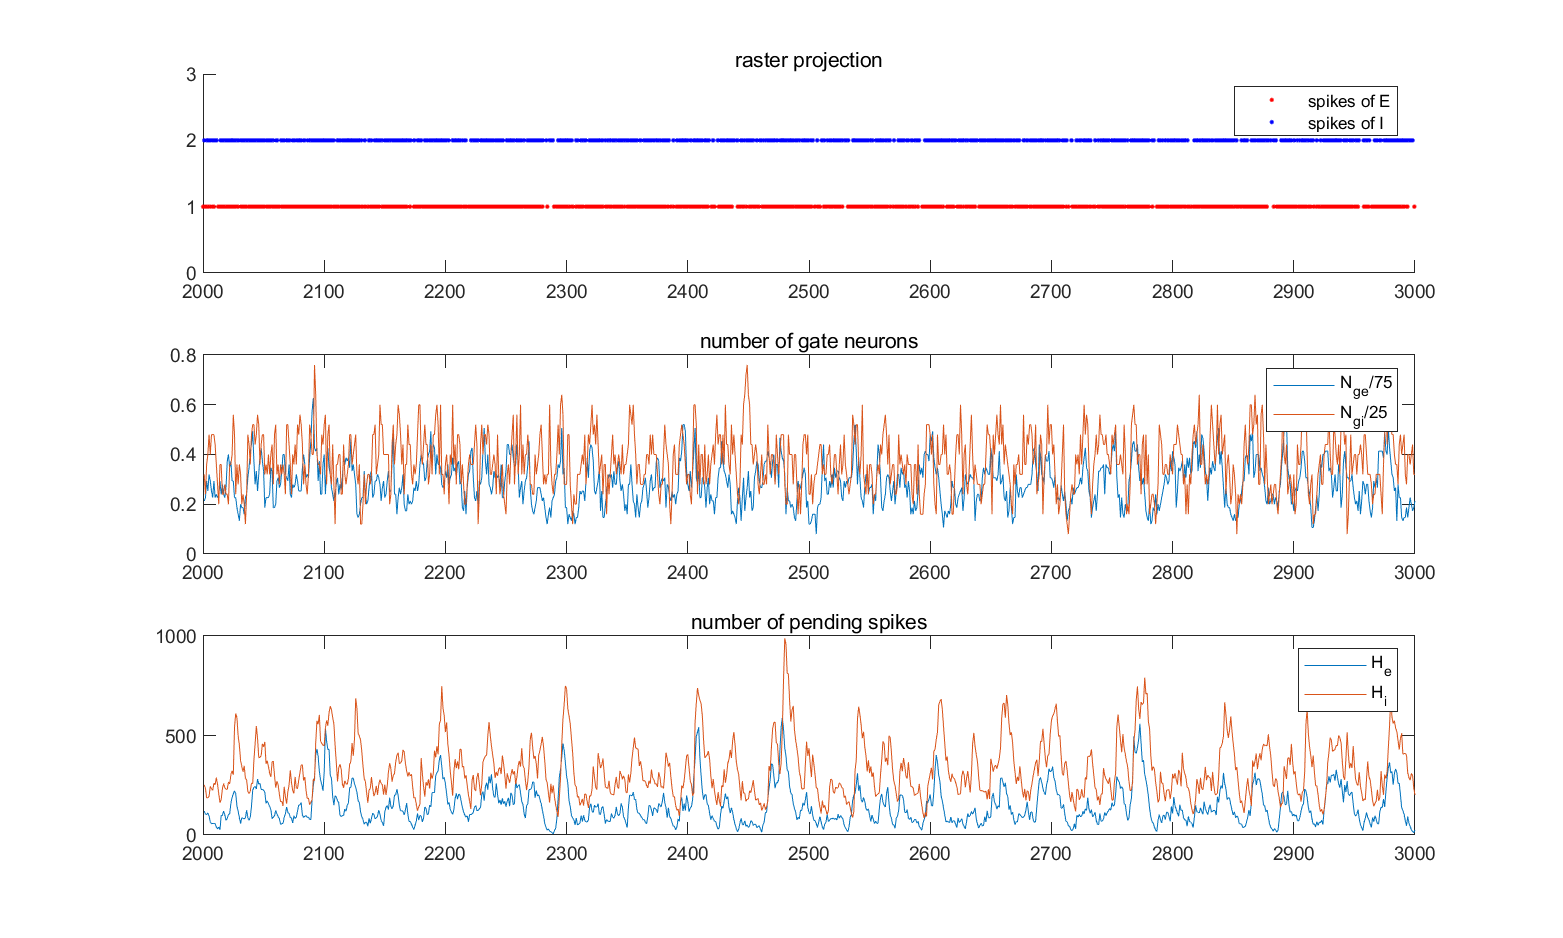 raster projection
3
2
1
0
spikes of E
spikes of I
2000 2100 2200 2300 2400 2500 2600 2700 2800 2900 3000
number of gate neurons
0.8
0.6
0.4
0.2
0
N_ge/75
N_gi/25
2000 2100 2200 2300 2400 2500 2600 2700 2800 2900 3000
number of pending spikes
1000
500
0
H_e
H_i
2000 2100 2200 2300 2400 2500 2600 2700 2800 2900 3000